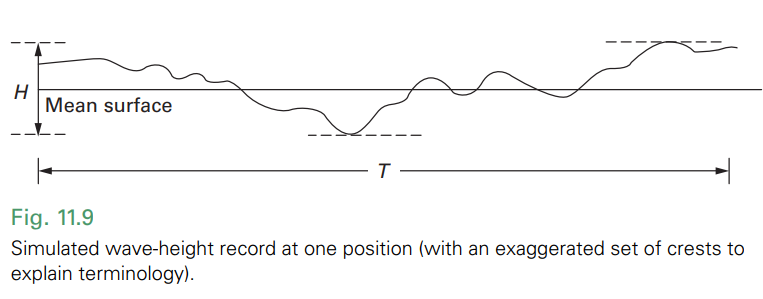 H
Mean surface
T
Fig. 11.9
Simulated wave-height record at one position (with an exaggerated set of crests to
explain terminology).